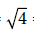 = √4 =